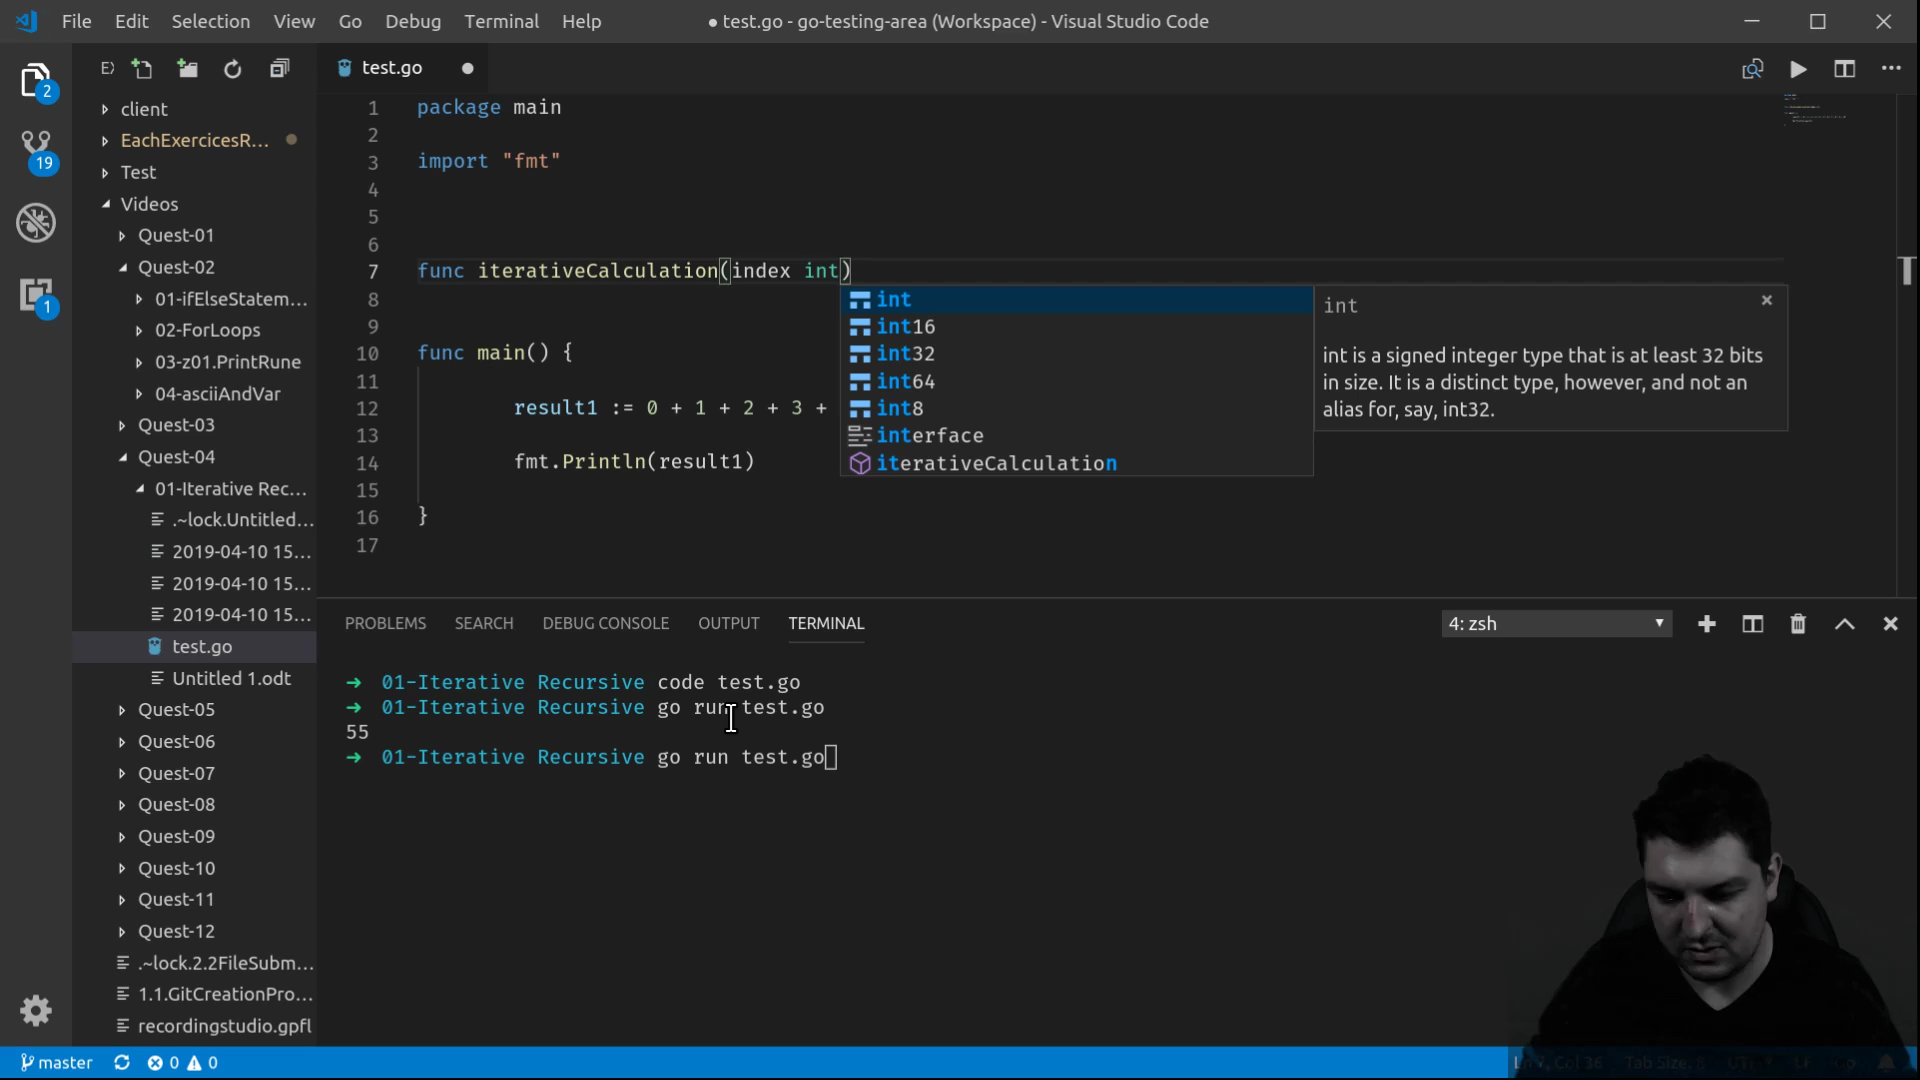 File Edit Selection View Go Debug Terminal Help
● test.go - go-testing-area (Workspace) - Visual Studio Code
test.go
2
19
1
client
EachExercicesR...
Test
Videos
Quest-01
Quest-02
01-ifElseStatem...
02-ForLoops
03-z01.PrintRune
04-asciiAndVar
Quest-03
Quest-04
01-Iterative Rec...
.~lock.Untitled...
2019-04-10 15...
2019-04-10 15...
2019-04-10 15...
test.go
Untitled 1.odt
Quest-05
Quest-06
Quest-07
Quest-08
Quest-09
Quest-10
Quest-11
Quest-12
.~lock.2.2FileSubm...
1.1.GitCreationPro...
recordingstudio.gpfl
1 package main
2
3 import "fmt"
4
5
6
7 func iterativeCalculation(index int)
8
9
10 func main() {
11
12 result1 := 0 + 1 + 2 + 3 +
13
14 fmt.Println(result1)
15
16 }
17
int
int16
int32
int64
int8
interface
iterativeCalculation
int
int is a signed integer type that is at least 32 bits
in size. It is a distinct type, however, and not an
alias for, say, int32.
PROBLEMS SEARCH DEBUG CONSOLE OUTPUT TERMINAL
4: zsh
➜ 01-Iterative Recursive code test.go
➜ 01-Iterative Recursive go run test.go
55
➜ 01-Iterative Recursive go run test.go
master 0 0
Ln 7, Col 36